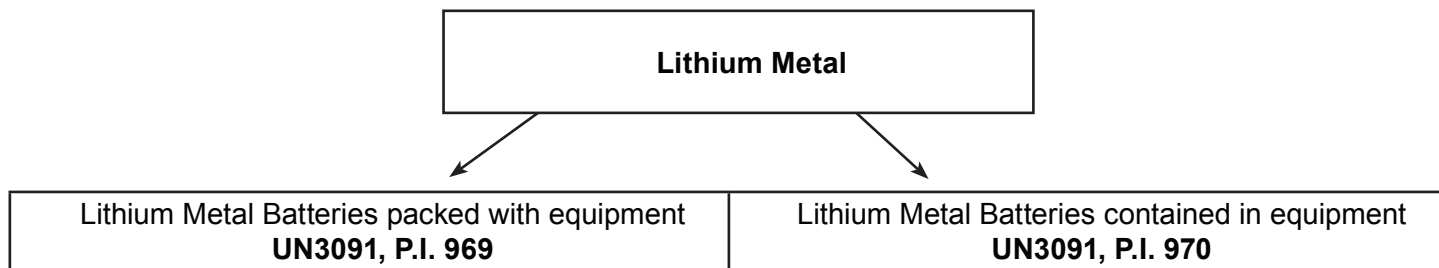 Lithium Metal
Lithium Metal Batteries packed with equipment
UN3091, P.I. 969
Lithium Metal Batteries contained in equipment
UN3091, P.I. 970